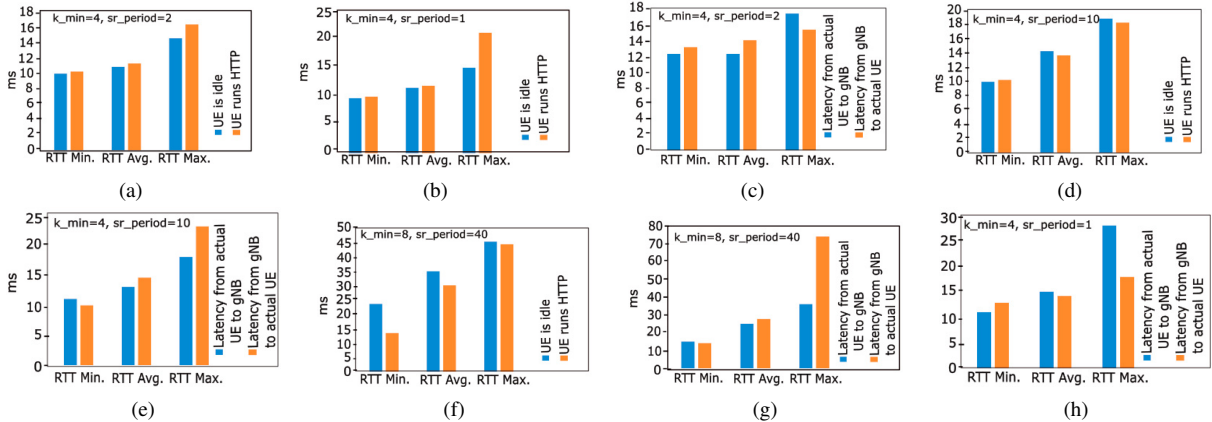 k_min=4, sr_period=2
ms
18
16
14
12
10
8
6
4
2
0
RTT Min.
RTT Avg.
RTT Max.
UE is idle
UE runs HTTP
(a)
k_min=4, sr_period=1
ms
25
20
10
5
0
RTT Min.
RTT Avg.
RTT Max.
UE is idle
UE runs HTTP
(b)
k_min=4, sr_period=2
ms
18
16
14
12
10
8
6
4
2
0
RTT Min.
RTT Avg.
RTT Max.
Latency from actual
UE to gNB
Latency from gNB
to actual UE
(c)
k_min=4, sr_period=10
ms
20
18
16
14
12
10
8
6
4
2
0
RTT Min.
RTT Avg.
RTT Max.
UE is idle
UE runs HTTP
(d)
k_min=4, sr_period=10
ms
25
20
15
10
5
0
RTT Min.
RTT Avg.
RTT Max.
Latency from actual
UE to gNB
Latency from gNB
to actual UE
(e)
k_min=8, sr_period=40
ms
50
45
40
35
30
25
20
15
10
5
0
RTT Min.
RTT Avg.
RTT Max.
UE is idle
UE runs HTTP
(f)
k_min=8, sr_period=40
ms
80
70
60
50
40
30
20
10
0
RTT Min.
RTT Avg.
RTT Max.
Latency from actual
UE to gNB
Latency from gNB
to actual UE
(g)
k_min=4, sr_period=1
ms
30
25
20
15
10
5
0
RTT Min.
RTT Avg.
RTT Max.
Latency from actual
UE to gNB
Latency from gNB
to actual UE
(h)